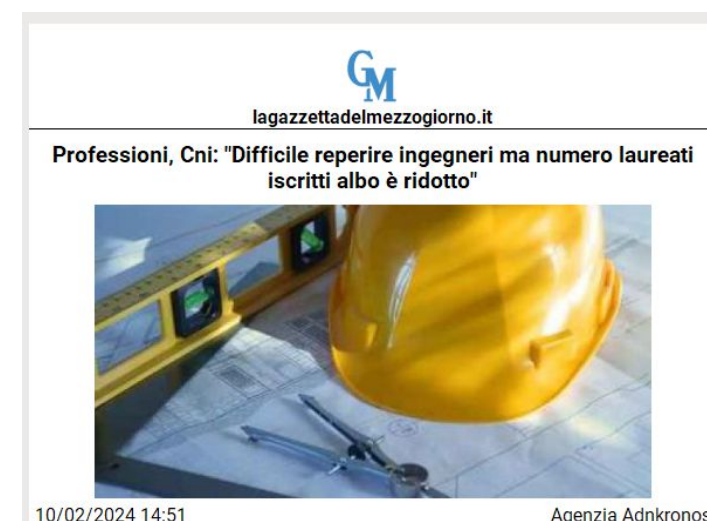 GM
lagazzettadelmezzogiorno.it
Professioni, Cni: "Difficile reperire ingegneri ma numero laureati
iscritti albo è ridotto"
10/02/2024 14:51
Agenzia Adnkronos